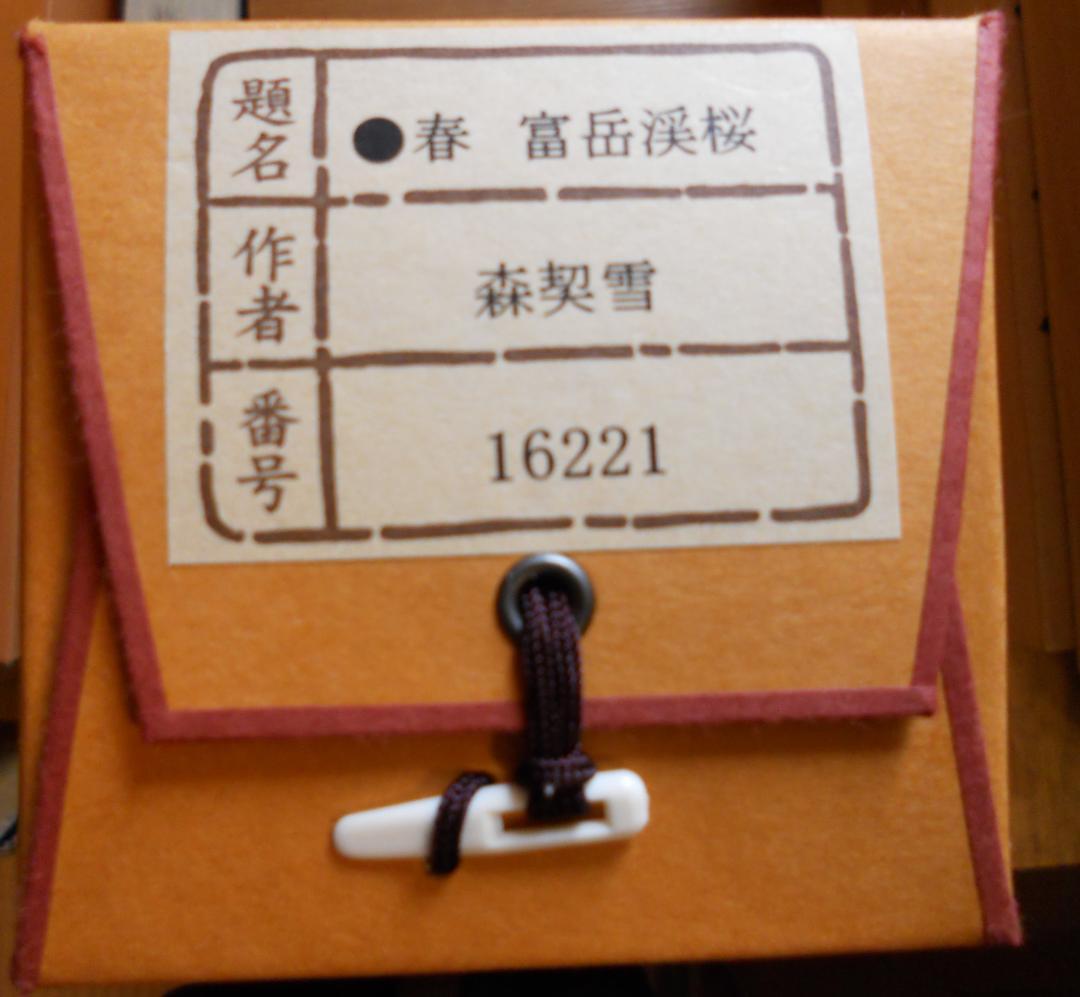 題名 ●春　富岳渓桜
作者 森契雪
番号 16221